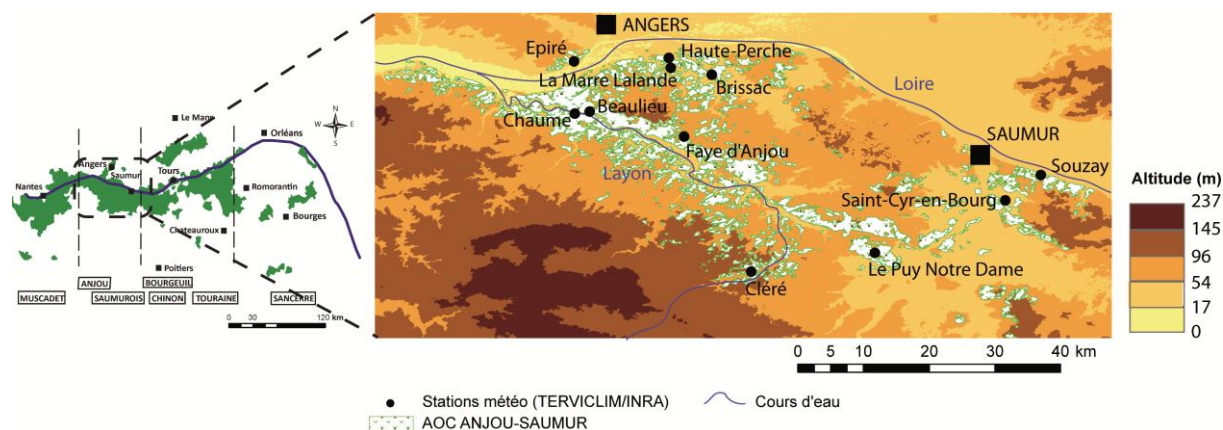 Le Mans
Orléans
Angers
Saumur
Tours
Nantes
Romorantin
Bourges
Chateauroux
Poitiers
N
W
E
S
ANJOU
BOURGEUIL
MUSCADET
SAUMUROIS
CHINON
TOURAINE
SANCERRE
0 30 60 120
km
ANGERS
Epiré
Haute-Perche
La Marre Lalande
Brissac
Loire
Beaulieu
Chaume
Faye d'Anjou
SAUMUR
Souzay
Layon
Saint-Cyr-en-Bourg
Le Puy Notre Dame
Cléré
Altitude (m)
237
145
96
54
17
0
0 5 10 20 30 40 km
Stations météo (TERVICLIM/INRA)
Cours d'eau
AOC ANJOU-SAUMUR